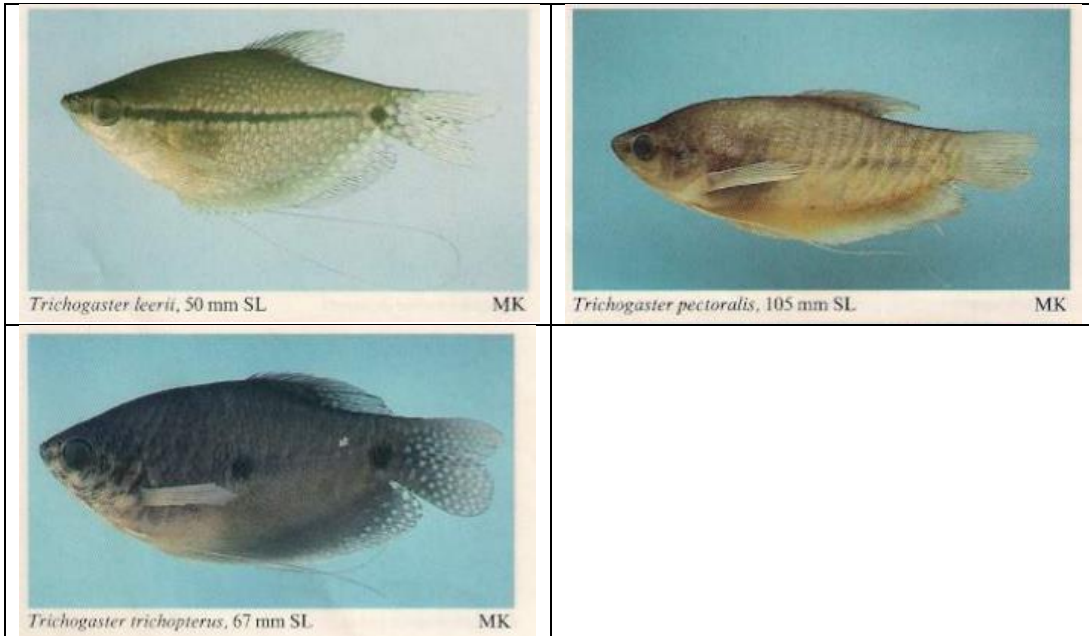 Trichogaster leerii, 50 mm SL MK
Trichogaster pectoralis, 105 mm SL MK
Trichogaster trichopterus, 67 mm SL MK